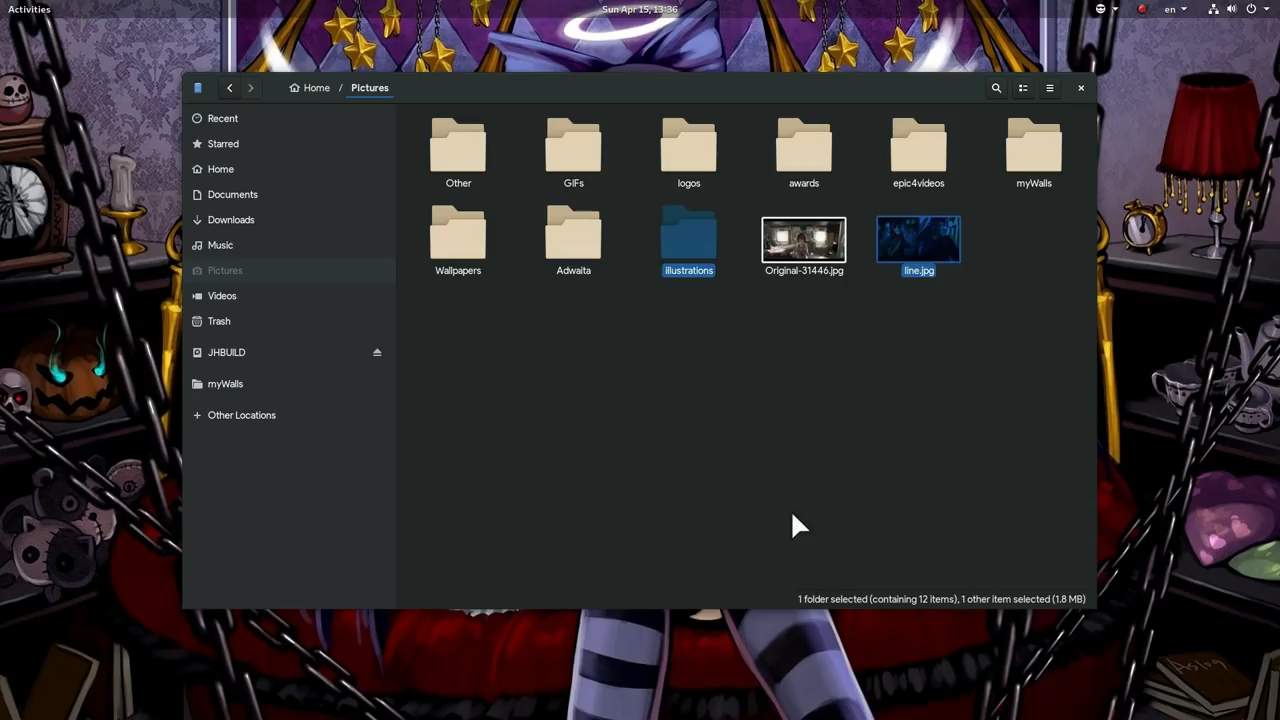 Activities
Sun Apr 15, 13:36
en
Home / Pictures
Recent
Starred
Home
Documents
Downloads
Music
Pictures
Videos
Trash
JHBUILD
myWalls
+ Other Locations
Other
GIFs
logos
awards
epic4videos
myWalls
Wallpapers
Adwaita
illustrations
Original-31446.jpg
line.jpg
1 folder selected (containing 12 items), 1 other item selected (1.8 MB)